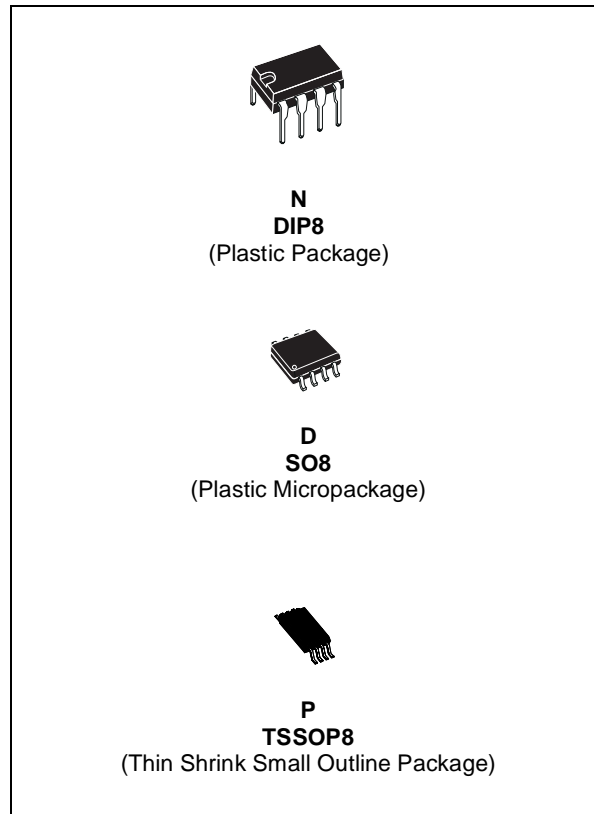 N
DIP8
(Plastic Package)
D
SO8
(Plastic Micropackage)
P
TSSOP8
(Thin Shrink Small Outline Package)